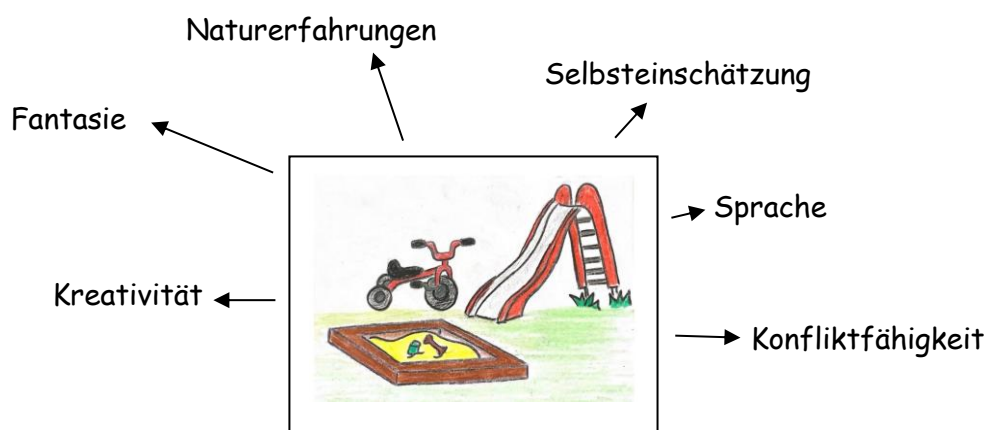 Naturerfahrungen
Selbsteinschätzung
Fantasie
Sprache
Kreativität
Konfliktfähigkeit